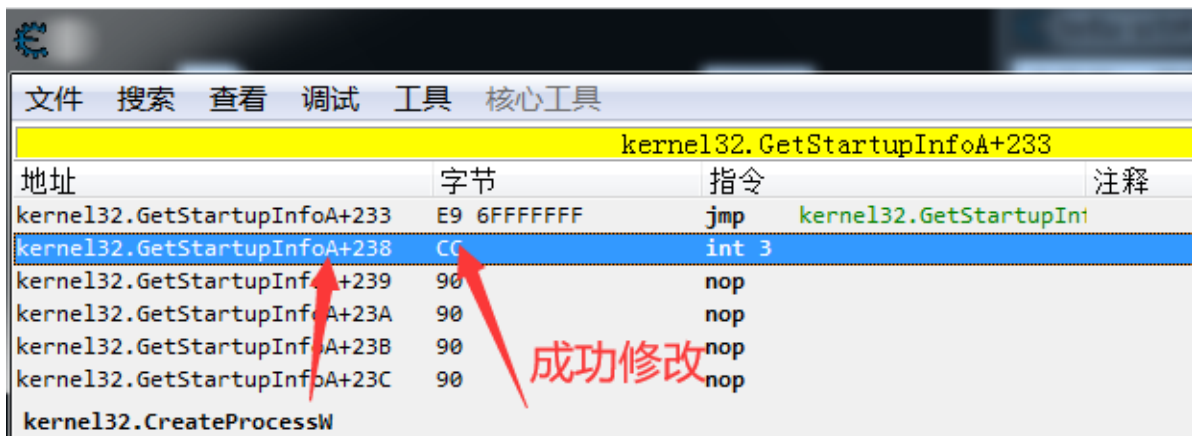 文件 搜索 查看 调试 工具 核心工具
kernel32.GetStartupInfoA+233
地址 字节 指令 注释
kernel32.GetStartupInfoA+233 E9 6FFFFFFF jmp kernel32.GetStartupInf
kernel32.GetStartupInfoA+238 CC int 3
kernel32.GetStartupInfoA+239 90 nop
kernel32.GetStartupInfoA+23A 90 nop
kernel32.GetStartupInfoA+23B 90 nop
kernel32.GetStartupInfoA+23C 90 nop
成功修改
kernel32.CreateProcessW